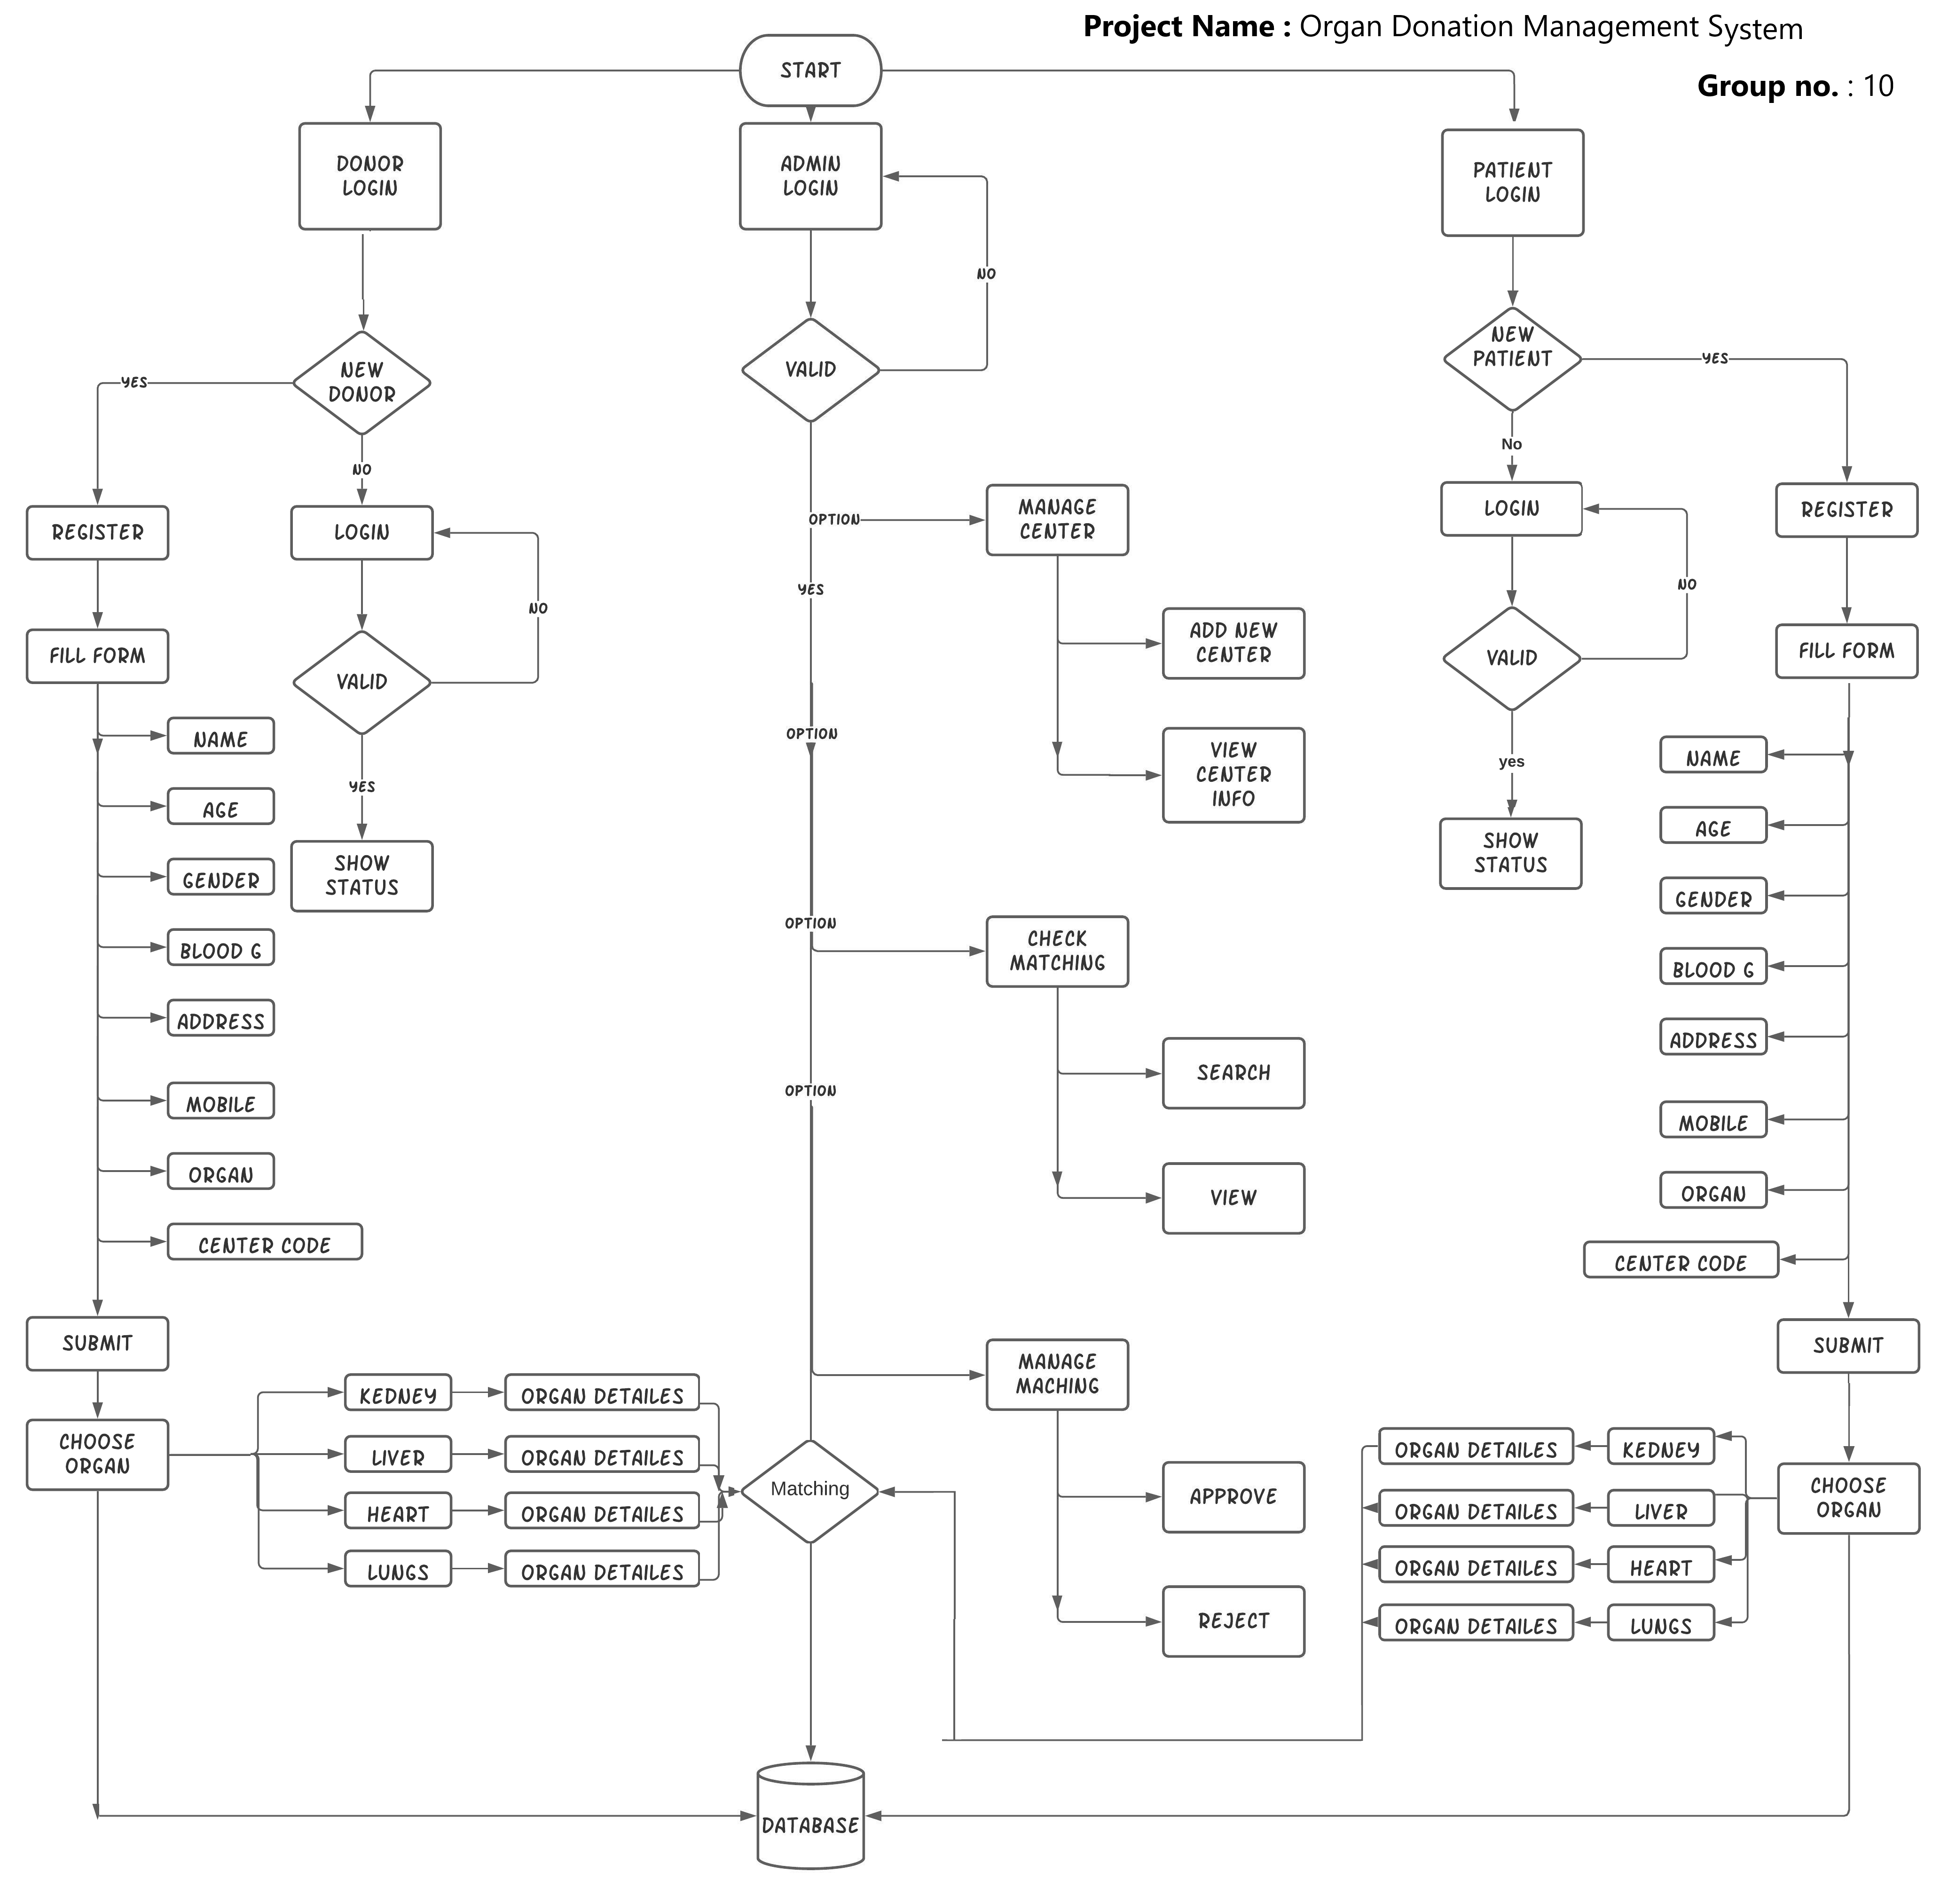 Project Name : Organ Donation Management System
Group no. : 10
START
DONOR
LOGIN
ADMIN
LOGIN
PATIENT
LOGIN
NO
NEW
DONOR
YES
NO
VALID
NEW
PATIENT
YES
No
REGISTER
LOGIN
NO
FILL FORM
VALID
YES
SHOW
STATUS
NAME
AGE
GENDER
BLOOD G
ADDRESS
MOBILE
ORGAN
CENTER CODE
SUBMIT
CHOOSE
ORGAN
KEDNEY
ORGAN DETAILES
LIVER
ORGAN DETAILES
HEART
ORGAN DETAILES
LUNGS
ORGAN DETAILES
OPTION
YES
OPTION
OPTION
OPTION
MANAGE
CENTER
ADD NEW
CENTER
VIEW
CENTER
INFO
CHECK
MATCHING
SEARCH
VIEW
MANAGE
MACHING
APPROVE
REJECT
Matching
DATABASE
LOGIN
NO
VALID
yes
SHOW
STATUS
REGISTER
FILL FORM
NAME
AGE
GENDER
BLOOD G
ADDRESS
MOBILE
ORGAN
CENTER CODE
SUBMIT
CHOOSE
ORGAN
ORGAN DETAILES
KEDNEY
ORGAN DETAILES
LIVER
ORGAN DETAILES
HEART
ORGAN DETAILES
LUNGS